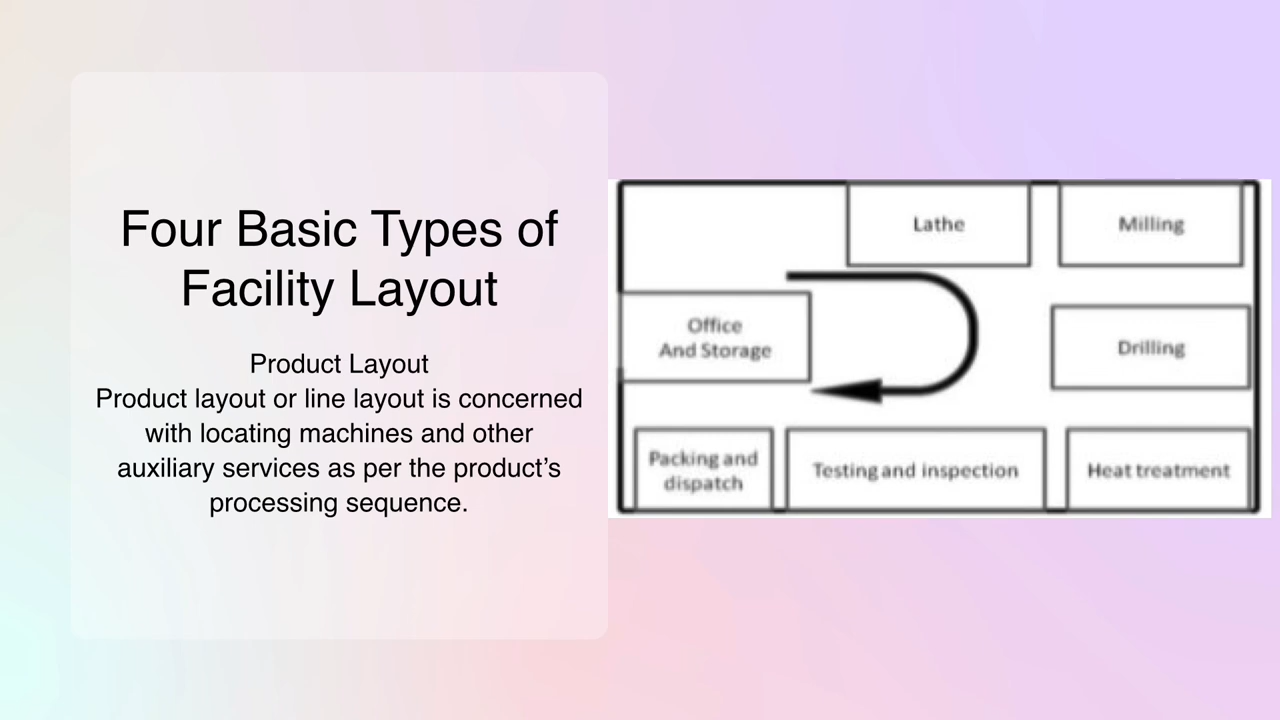 Four Basic Types of
Facility Layout
Product Layout
Product layout or line layout is concerned
with locating machines and other
auxiliary services as per the product’s
processing sequence.
Lathe
Milling
Office
And Storage
Drilling
Packing and
dispatch
Testing and inspection
Heat treatment